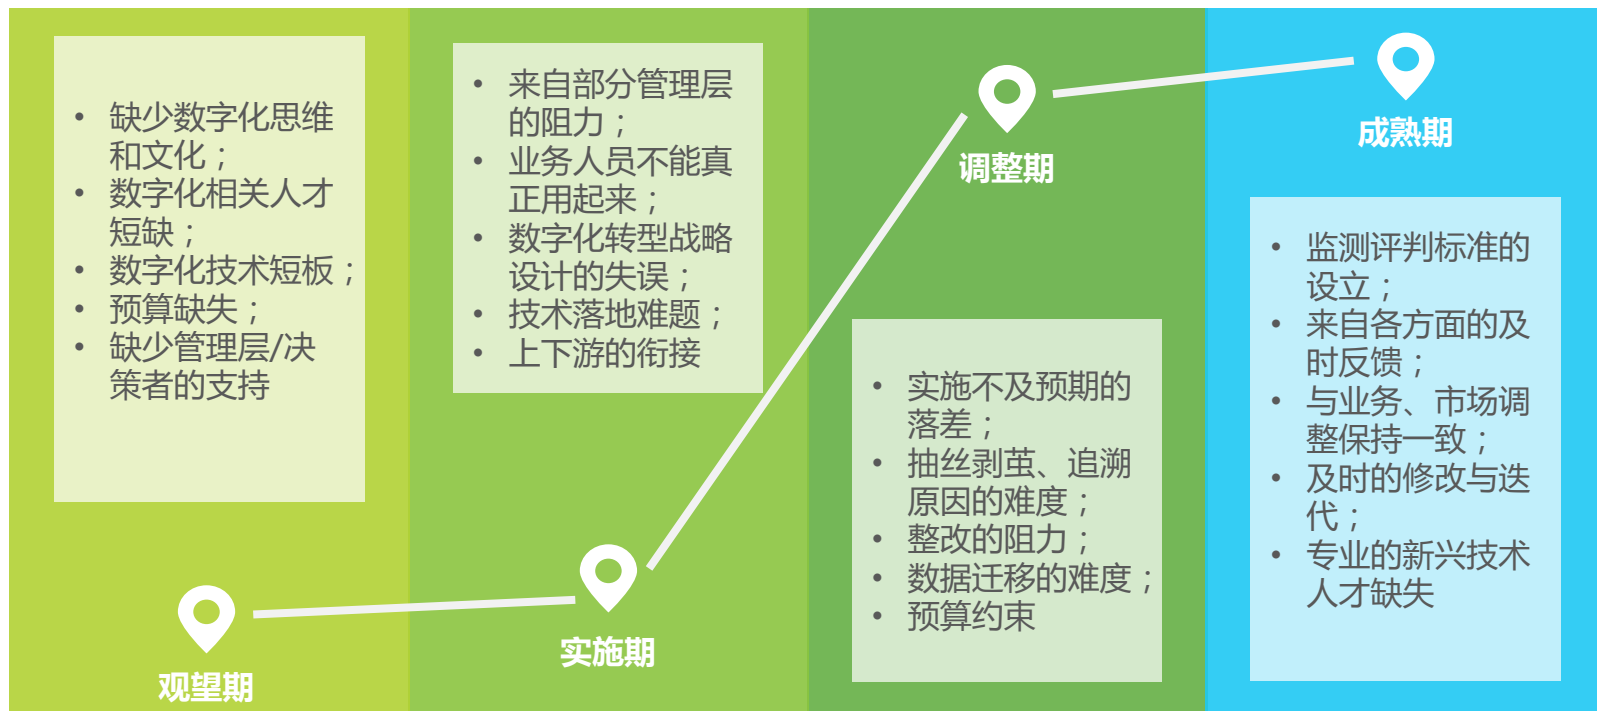 • 缺少数字化思维
和文化；
• 数字化相关人才
短缺；
• 数字化技术短板；
• 预算缺失；
• 缺少管理层/决
策者的支持
观望期
• 来自部分管理层
的阻力；
• 业务人员不能真
正用起来；
• 数字化转型战略
设计的失误；
• 技术落地难题；
• 上下游的衔接
实施期
调整期
• 实施不及预期的
落差；
• 抽丝剥茧、追溯
原因的难度；
• 整改的阻力；
• 数据迁移的难度；
• 预算约束
成熟期
• 监测评判标准的
设立；
• 来自各方面的及
时反馈；
• 与业务、市场调
整保持一致；
• 及时的修改与迭
代；
• 专业的新兴技术
人才缺失